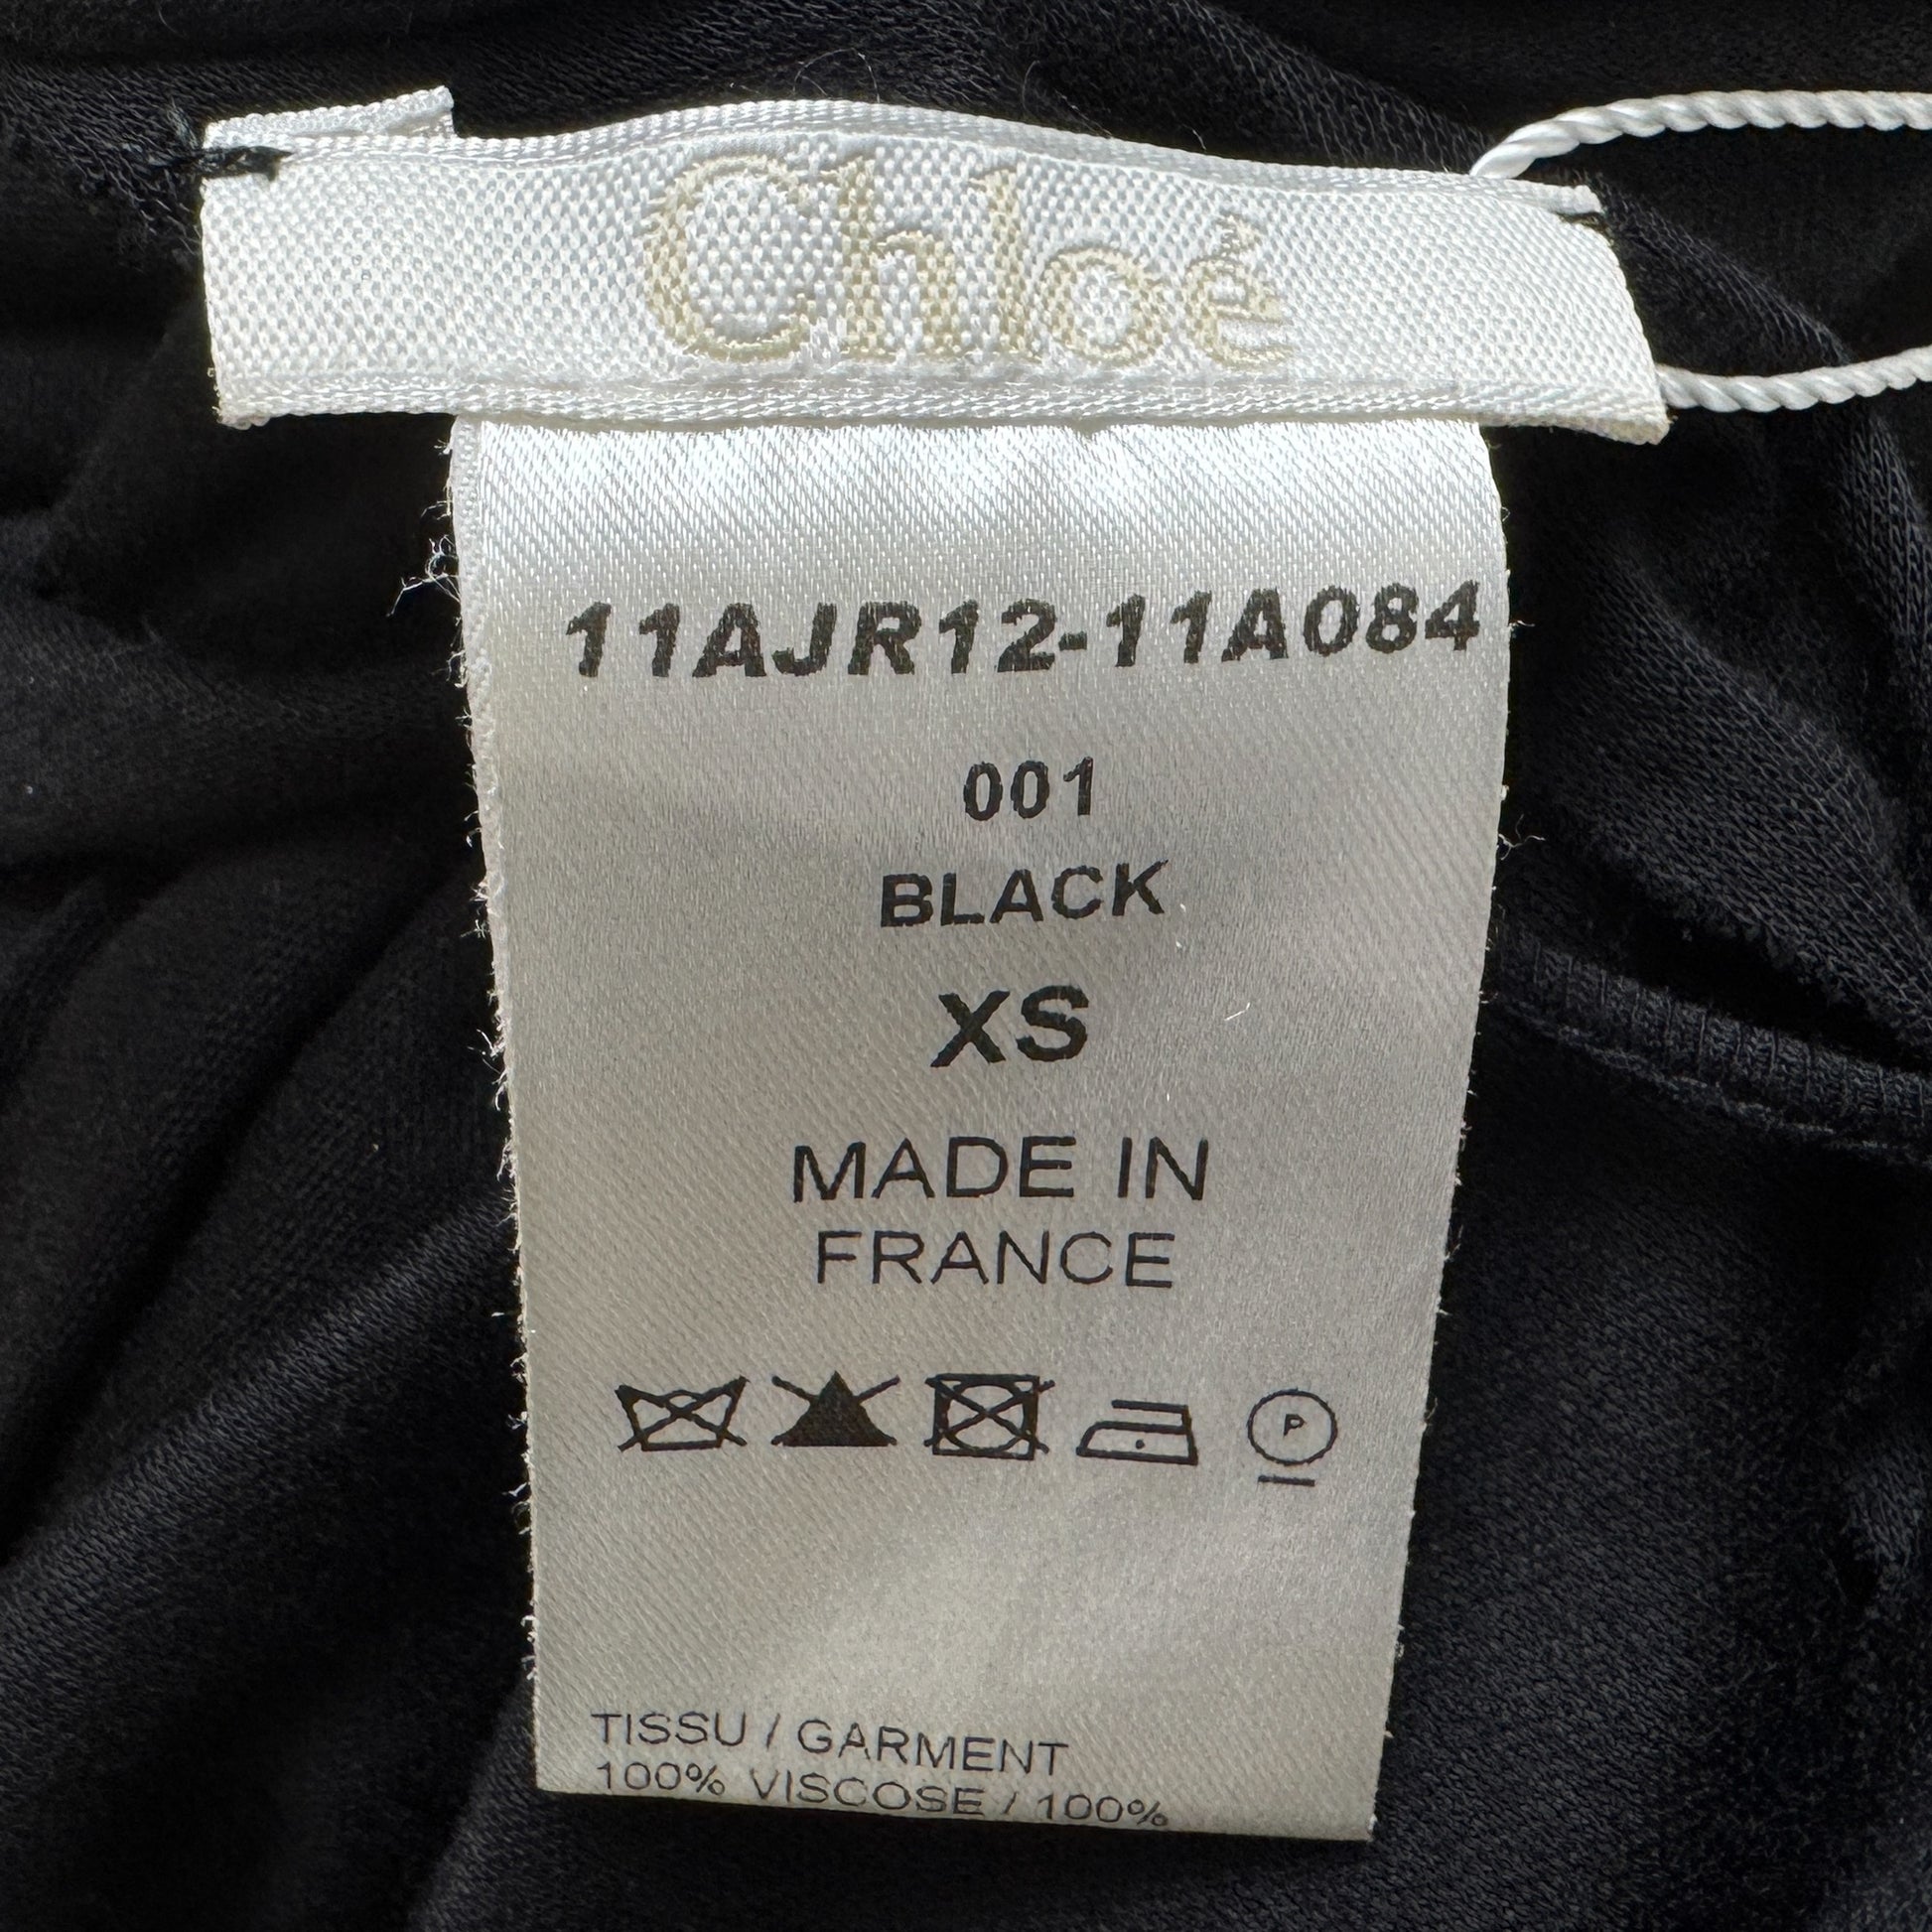 Chloé
11AJR12-11A084
001
BLACK
XS
MADE IN
FRANCE
P
TISSU / GARMENT
100% VISCOSE / 100%